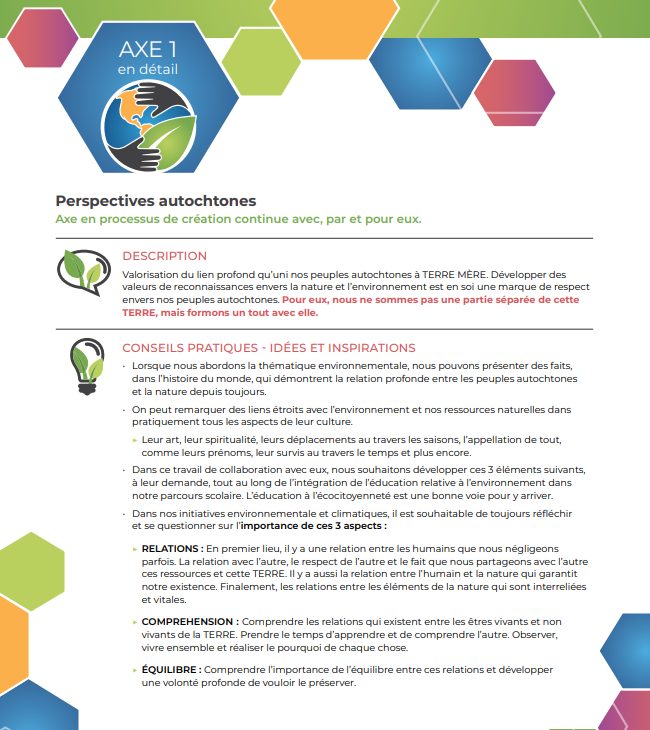 AXE 1
en détail
Perspectives autochtones
Axe en processus de création continue avec, par et pour eux.
DESCRIPTION
Valorisation du lien profond qu'uni nos peuples autochtones à TERRE MÈRE. Développer des
valeurs de reconnaissances envers la nature et l'environnement est en soi une marque de respect
envers nos peuples autochtones. Pour eux, nous ne sommes pas une partie séparée de cette
TERRE, mais formons un tout avec elle.
CONSEILS PRATIQUES - IDÉES ET INSPIRATIONS
· Lorsque nous abordons la thématique environnementale, nous pouvons présenter des faits,
dans l'histoire du monde, qui démontrent la relation profonde entre les peuples autochtones
et la nature depuis toujours.
· On peut remarquer des liens étroits avec l'environnement et nos ressources naturelles dans
pratiquement tous les aspects de leur culture.
▸ Leur art, leur spiritualité, leurs déplacements au travers les saisons, l'appellation de tout,
comme leurs prénoms, leur survis au travers le temps et plus encore.
· Dans ce travail de collaboration avec eux, nous souhaitons développer ces 3 éléments suivants,
à leur demande, tout au long de l'intégration de l'éducation relative à l'environnement dans
notre parcours scolaire. L'éducation à l'écocitoyenneté est une bonne voie pour y arriver.
· Dans nos initiatives environnementale et climatiques, il est souhaitable de toujours réfléchir
et se questionner sur l'importance de ces 3 aspects :
▸ RELATIONS : En premier lieu, il y a une relation entre les humains que nous négligeons
parfois. La relation avec l'autre, le respect de l'autre et le fait que nous partageons avec l'autre
ces ressources et cette TERRE. Il y a aussi la relation entre l'humain et la nature qui garantit
notre existence. Finalement, les relations entre les éléments de la nature qui sont interreliées
et vitales.
▸ COMPREHENSION : Comprendre les relations qui existent entre les êtres vivants et non
vivants de la TERRE. Prendre le temps d'apprendre et de comprendre l'autre. Observer,
vivre ensemble et réaliser le pourquoi de chaque chose.
▸ ÉQUILIBRE : Comprendre l'importance de l'équilibre entre ces relations et développer
une volonté profonde de vouloir le préserver.